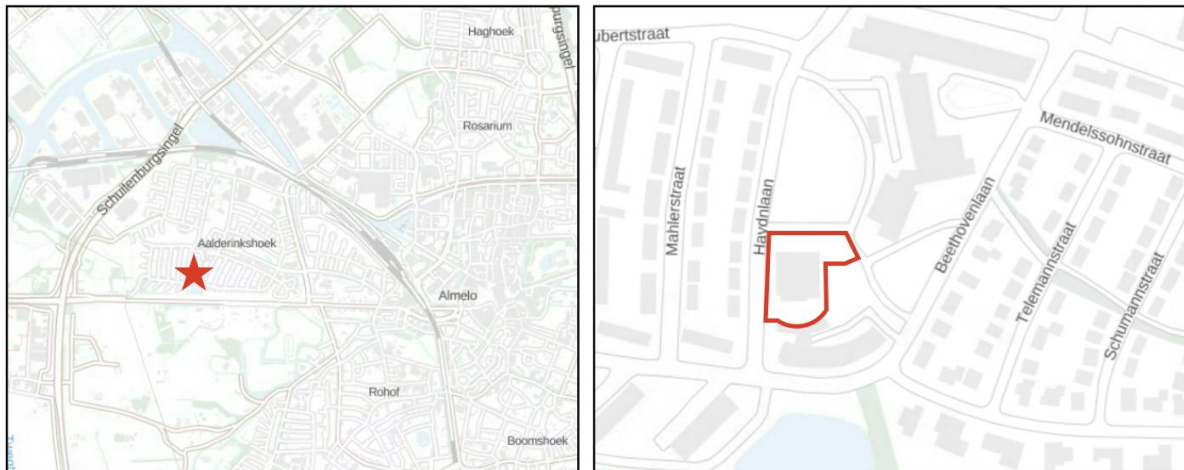 Haghoek
Rosarium
Schuilenburgsingel
Aalderinkshoek
Almelo
Rohof
Boomshoek
ubertstraat
Mahlerstraat
Haydnlaan
Beethovenlaan
Mendelssohnstraat
Telemannstraat
Schumannstraat